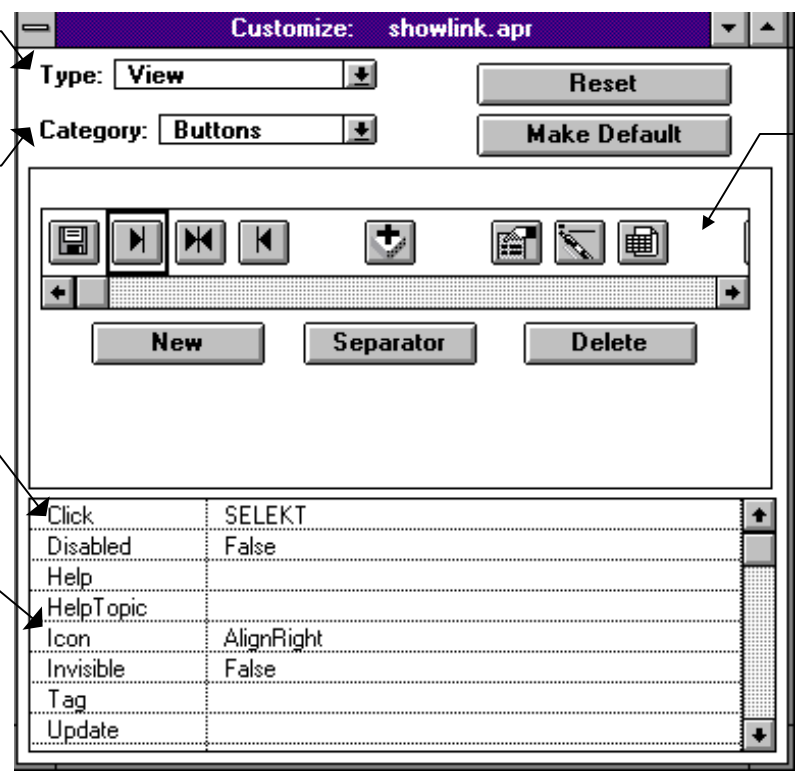 Customize: showlink.apr
Type: View
Reset
Category: Buttons
Make Default
New Separator Delete
Click SELEKT
Disabled False
Help
HelpTopic
Icon AlignRight
Invisible False
Tag
Update